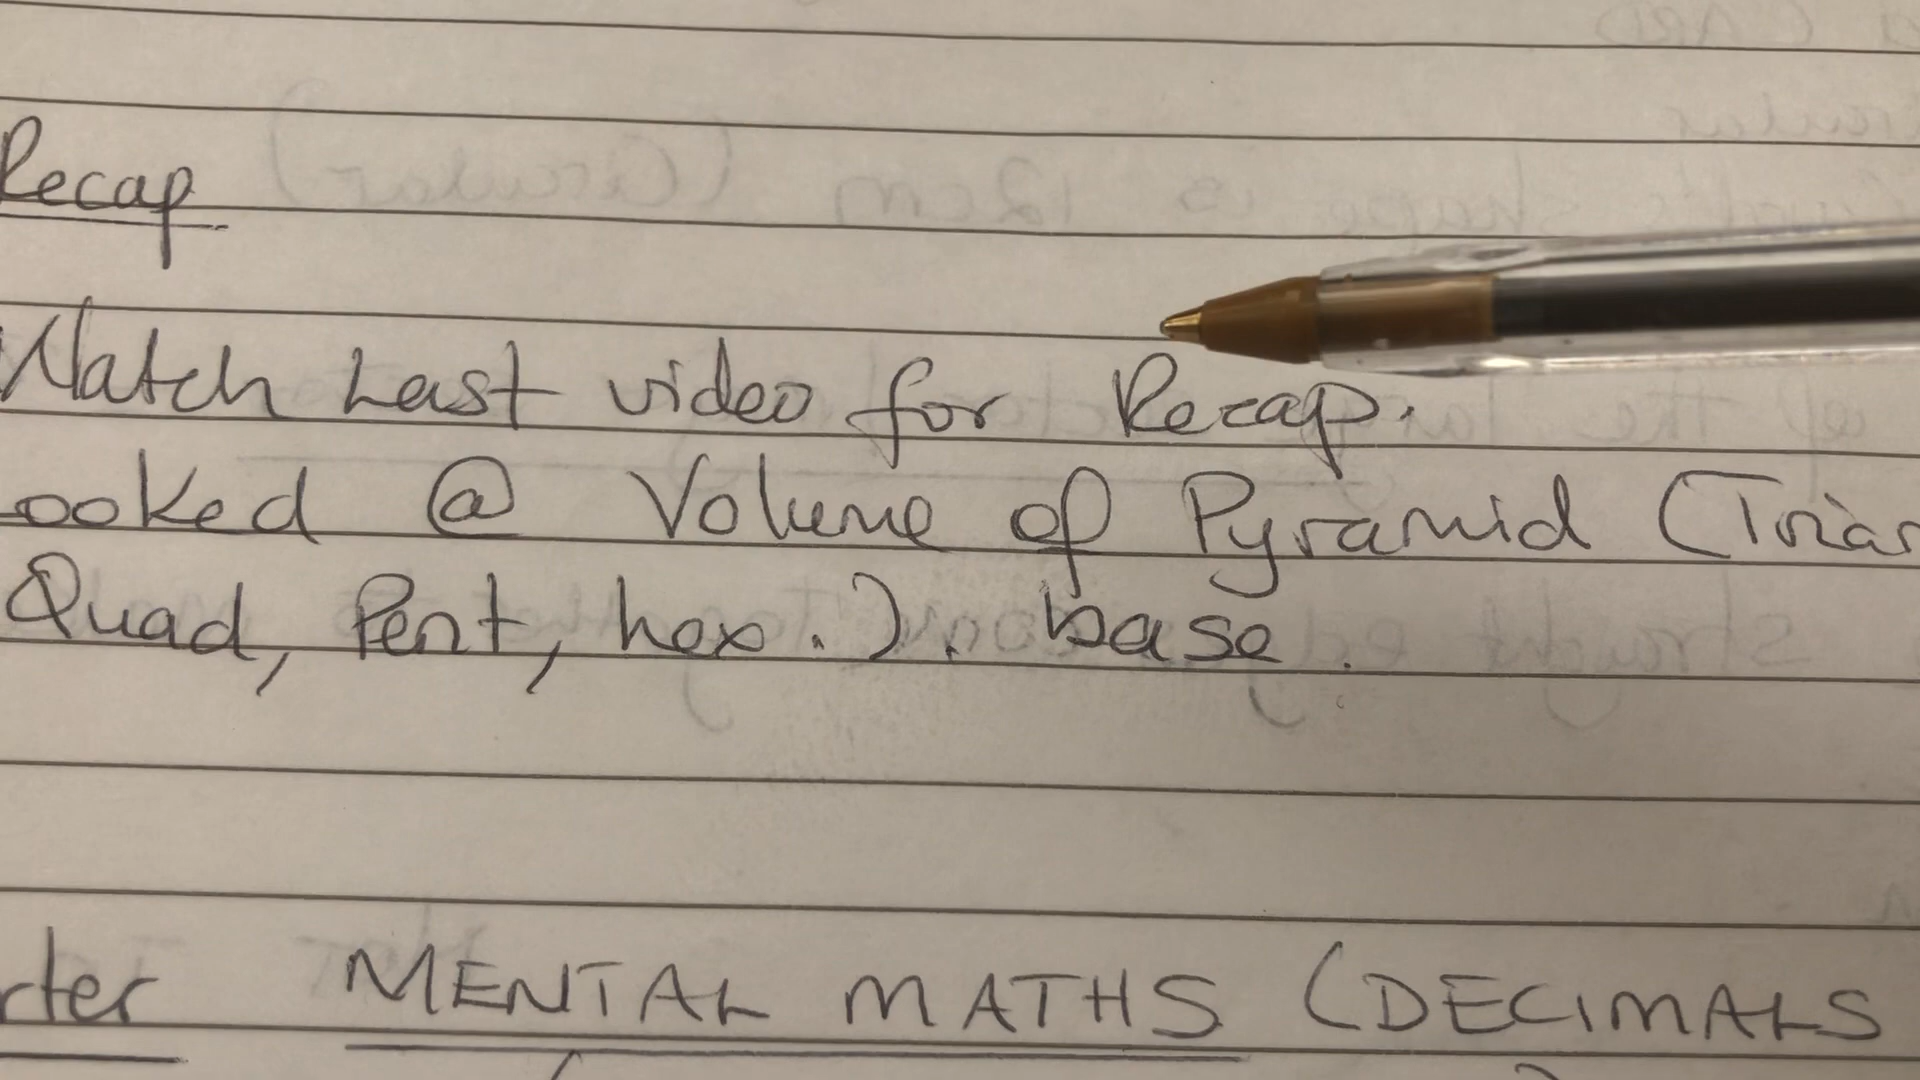 Recap
Watch Last video for Recap.
ooked @ Volume of Pyramid (Trian
Quad, Pent, hex.). base.
rter MENTAL MATHS (DECIMALS